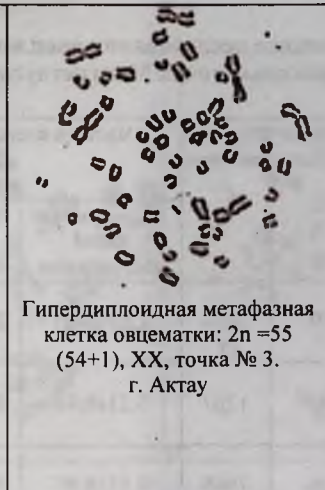 Гипердиплоидная метафазная
клетка овцематки: 2n =55
(54+1), XX, точка № 3.
г. Актау